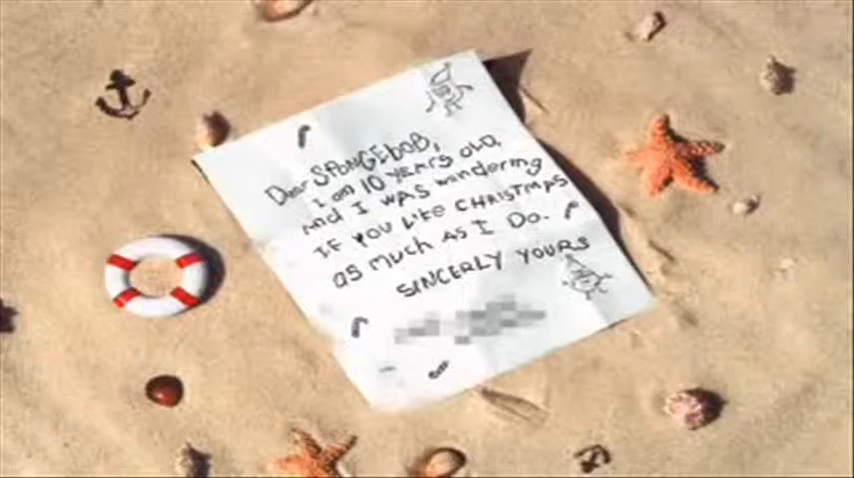 Dear SPONGEBOB,
I am 10 YEARS OLD,
And I WAS wondering
IF YOU LIKE CHRISTMAS
as much as I Do.
SINCERLY YOURS